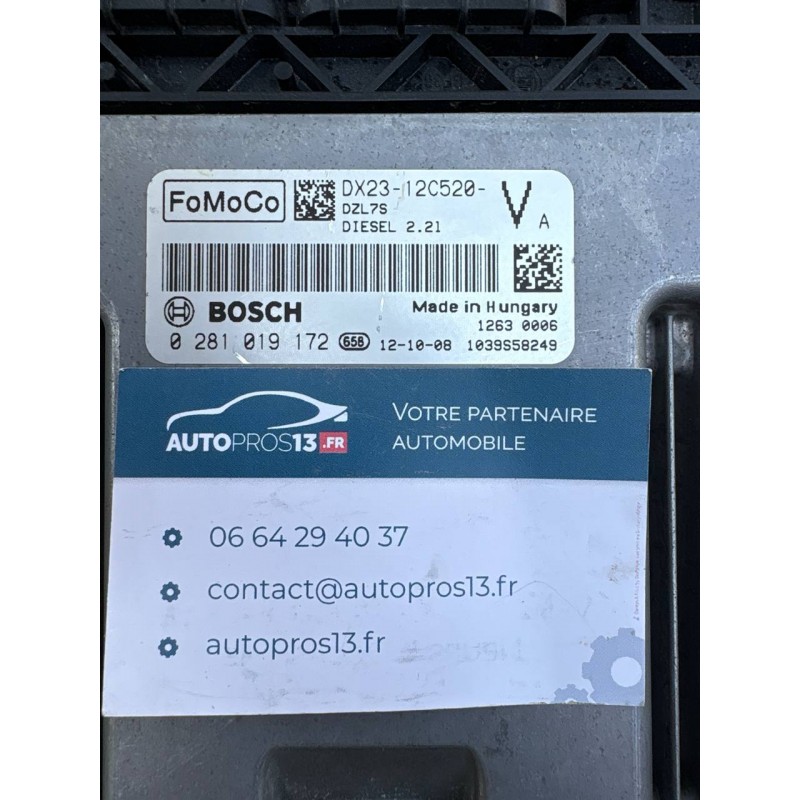 FoMoCo
DX23-12C520- V A
DZL7S
DIESEL 2.21
BOSCH Made in Hungary
1263 0006
0 281 019 172 658 12-10-08 1039S58249
AUTOPROS13.FR
VOTRE PARTENAIRE
AUTOMOBILE
06 64 29 40 37
contact@autopros13.fr
autopros13.fr